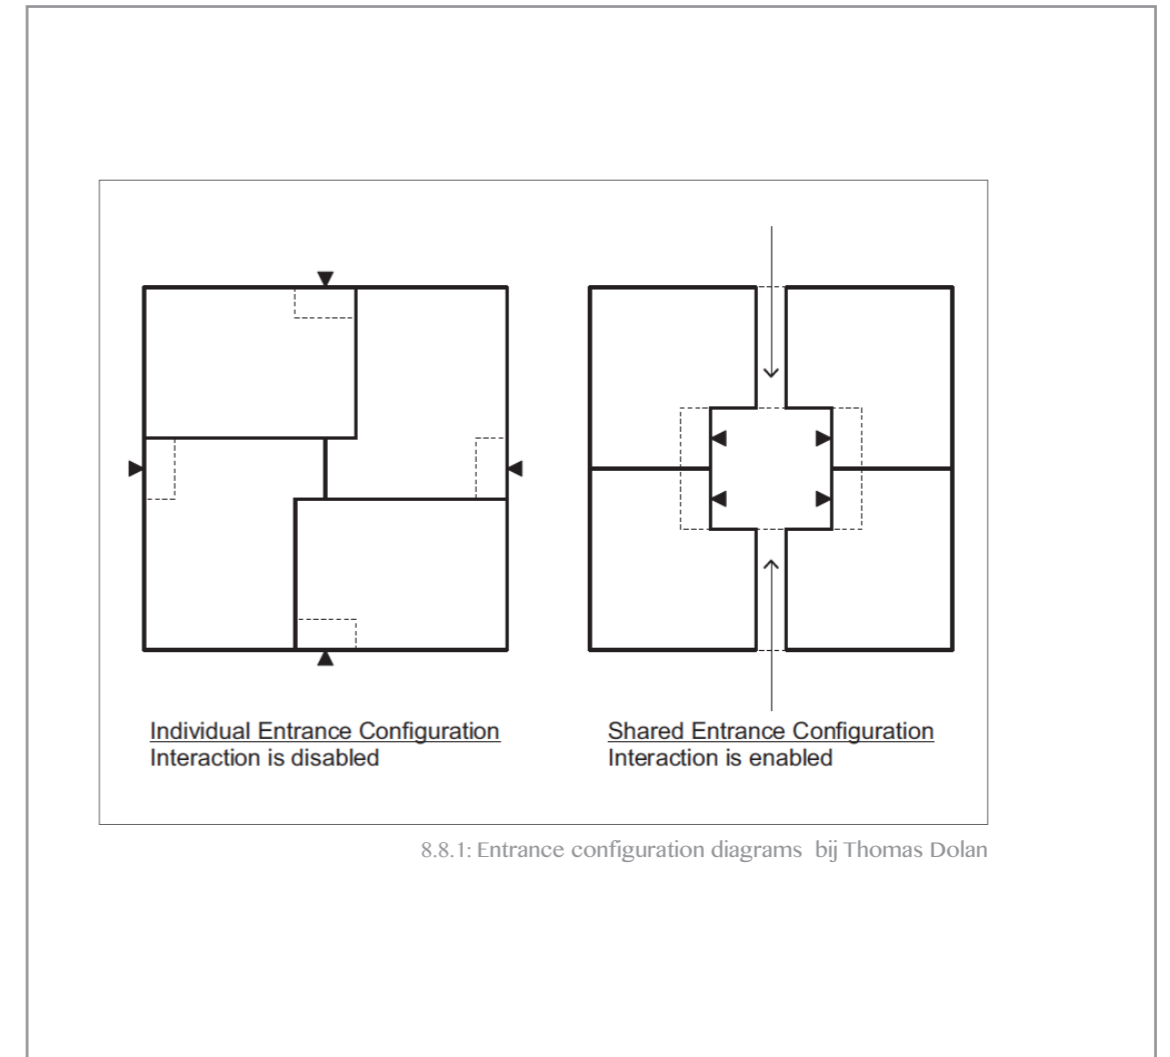 Individual Entrance Configuration
Interaction is disabled
Shared Entrance Configuration
Interaction is enabled
8.8.1: Entrance configuration diagrams bij Thomas Dolan